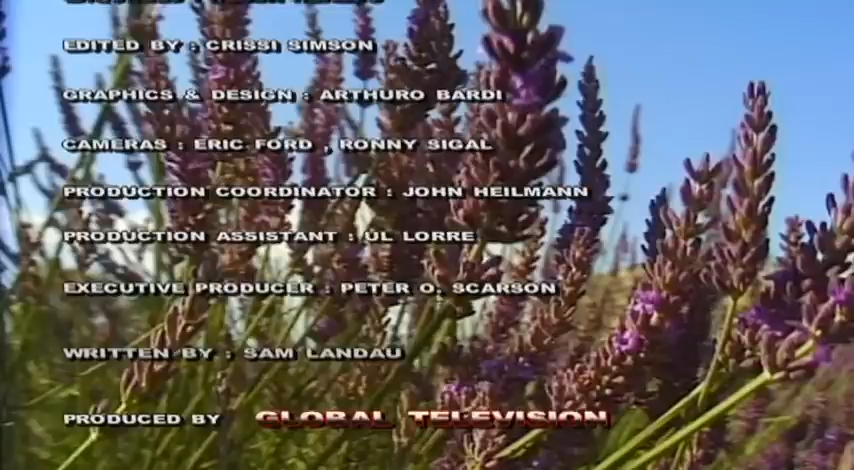 EDITED BY : CRISSI SIMSON
GRAPHICS & DESIGN : ARTHURO BARDI
CAMERAS : ERIC FORD , RONNY SIGAL
PRODUCTION COORDINATOR : JOHN HEILMANN
PRODUCTION ASSISTANT : UL LORRE
EXECUTIVE PRODUCER : PETER O. SCARSON
WRITTEN BY : SAM LANDAU
PRODUCED BY GLOBAL TELEVISION